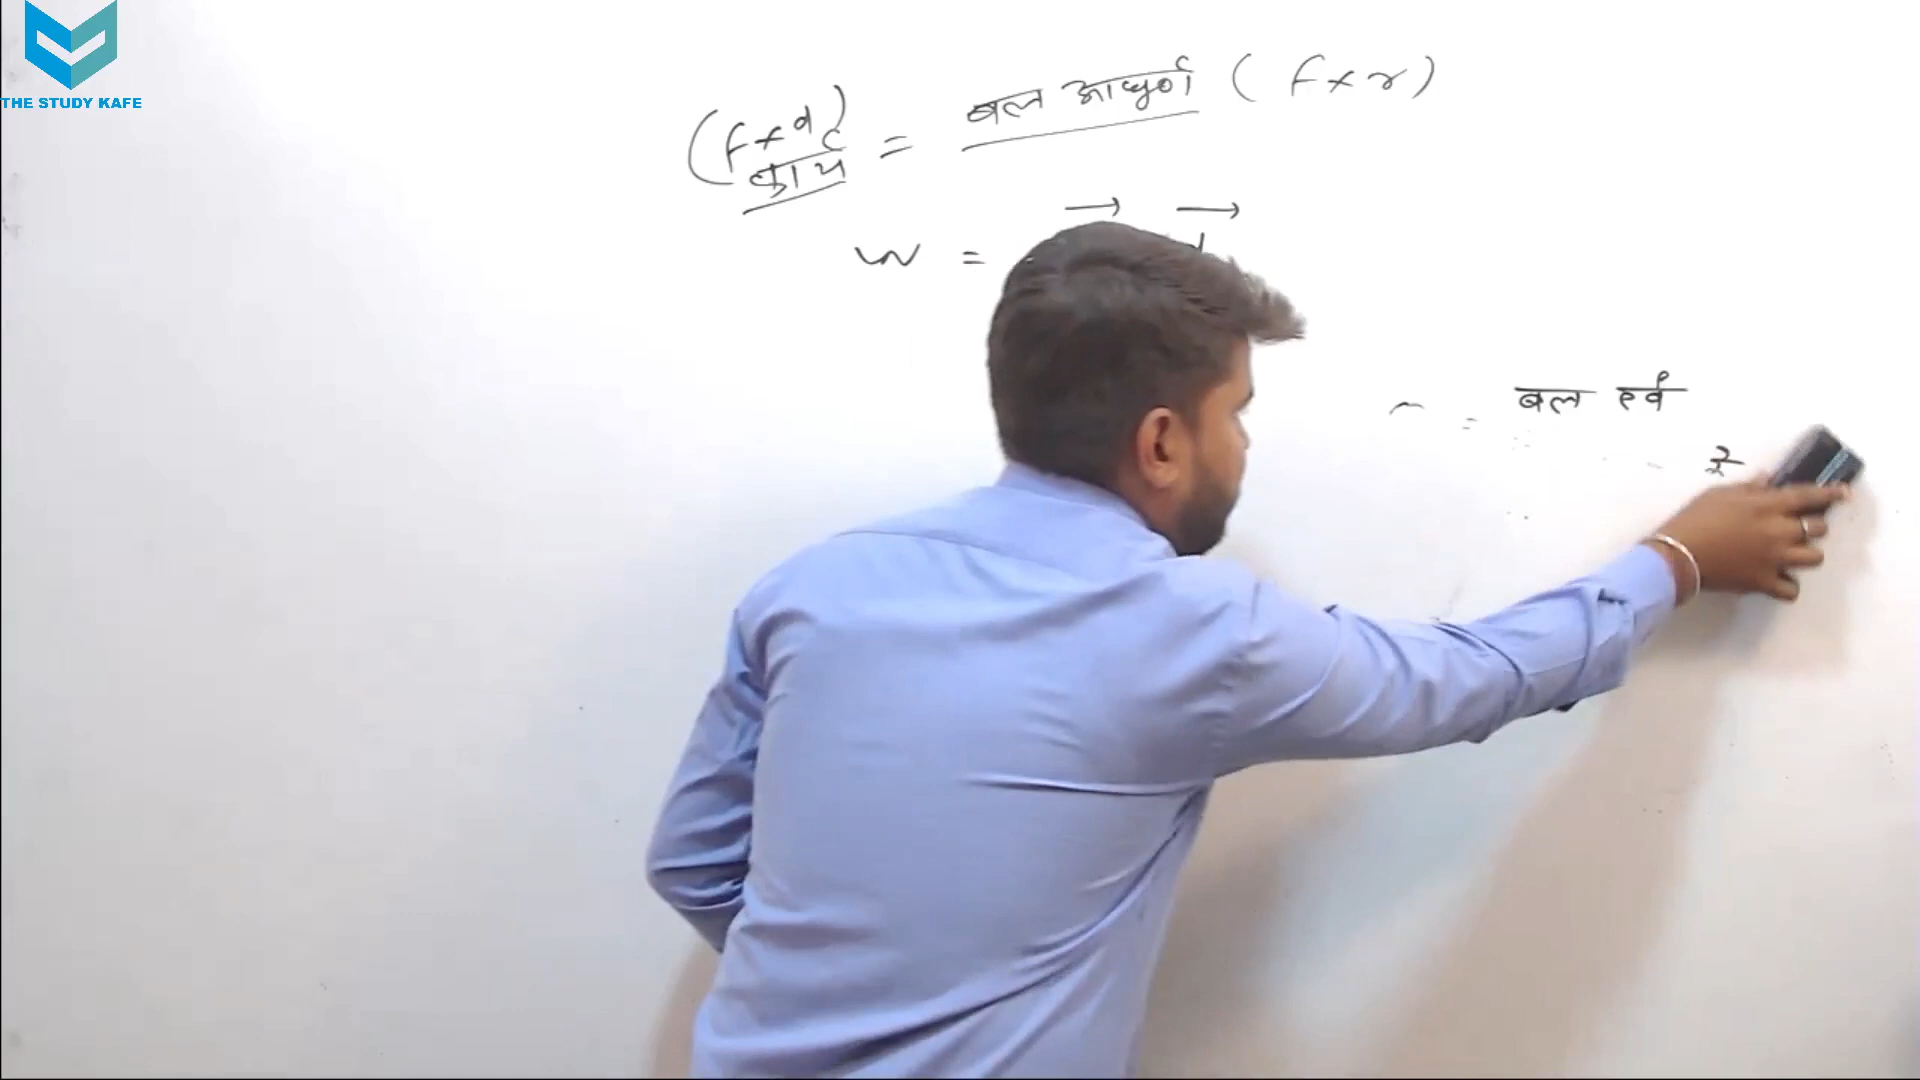 THE STUDY KAFE
बल आघूर्ण ( F × r )
( F × d ) =
कार्य
W =
बल एवं